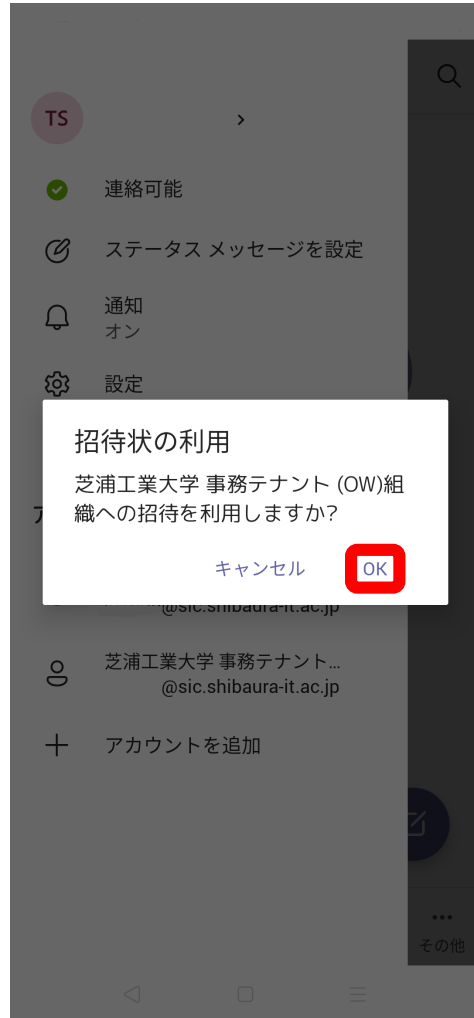 TS
連絡可能
ステータス メッセージを設定
通知
オン
設定
招待状の利用
芝浦工業大学 事務テナント (OW)組
織への招待を利用しますか?
キャンセル
OK
@sic.shibaura-it.ac.jp
芝浦工業大学 事務テナント...
@sic.shibaura-it.ac.jp
アカウントを追加
その他